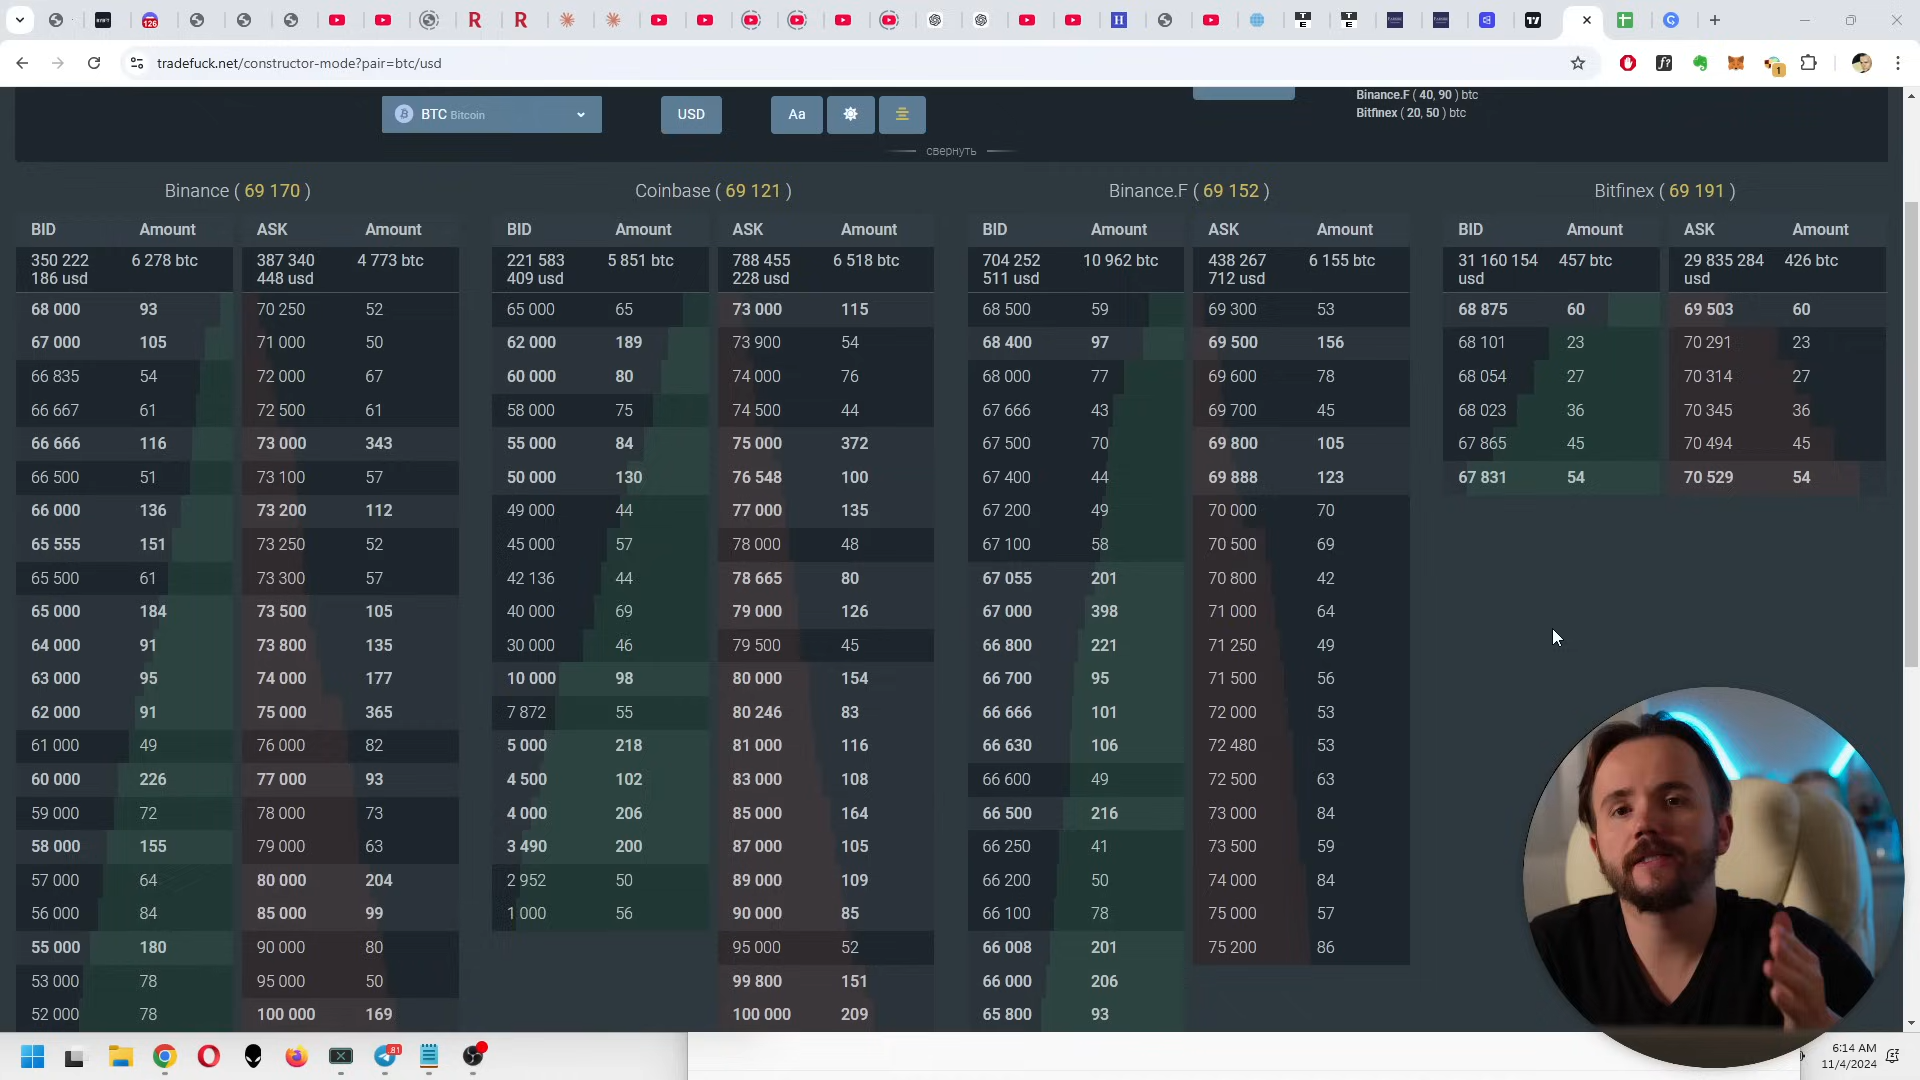 tradefuck.net/constructor-mode?pair=btc/usd
BTC Bitcoin
USD
Aa
Binance.F ( 40, 90 ) btc
Bitfinex ( 20, 50 ) btc
свернуть
Binance ( 69 170 )
BID Amount ASK Amount
350 222 186 usd 6 278 btc 387 340 448 usd 4 773 btc
68 000 93 70 250 52
67 000 105 71 000 50
66 835 54 72 000 67
66 667 61 72 500 61
66 666 116 73 000 343
66 500 51 73 100 57
66 000 136 73 200 112
65 555 151 73 250 52
65 500 61 73 300 57
65 000 184 73 500 105
64 000 91 73 800 135
63 000 95 74 000 177
62 000 91 75 000 365
61 000 49 76 000 82
60 000 226 77 000 93
59 000 72 78 000 73
58 000 155 79 000 63
57 000 64 80 000 204
56 000 84 85 000 99
55 000 180 90 000 80
53 000 78 95 000 50
52 000 78 100 000 169
Coinbase ( 69 121 )
BID Amount ASK Amount
221 583 409 usd 5 851 btc 788 455 228 usd 6 518 btc
65 000 65 73 000 115
62 000 189 73 900 54
60 000 80 74 000 76
58 000 75 74 500 44
55 000 84 75 000 372
50 000 130 76 548 100
49 000 44 77 000 135
45 000 57 78 000 48
42 136 44 78 665 80
40 000 69 79 000 126
30 000 46 79 500 45
10 000 98 80 000 154
7 872 55 80 246 83
5 000 218 81 000 116
4 500 102 83 000 108
4 000 206 85 000 164
3 490 200 87 000 105
2 952 50 89 000 109
1 000 56 90 000 85
95 000 52
99 800 151
100 000 209
Binance.F ( 69 152 )
BID Amount ASK Amount
704 252 511 usd 10 962 btc 438 267 712 usd 6 155 btc
68 500 59 69 300 53
68 400 97 69 500 156
68 000 77 69 600 78
67 666 43 69 700 45
67 500 70 69 800 105
67 400 44 69 888 123
67 200 49 70 000 70
67 100 58 70 500 69
67 055 201 70 800 42
67 000 398 71 000 64
66 800 221 71 250 49
66 700 95 71 500 56
66 666 101 72 000 53
66 630 106 72 480 53
66 600 49 72 500 63
66 500 216 73 000 84
66 250 41 73 500 59
66 200 50 74 000 84
66 100 78 75 000 57
66 008 201 75 200 86
66 000 206
65 800 93
Bitfinex ( 69 191 )
BID Amount ASK Amount
31 160 154 usd 457 btc 29 835 284 usd 426 btc
68 875 60 69 503 60
68 101 23 70 291 23
68 054 27 70 314 27
68 023 36 70 345 36
67 865 45 70 494 45
67 831 54 70 529 54
6:14 AM
11/4/2024